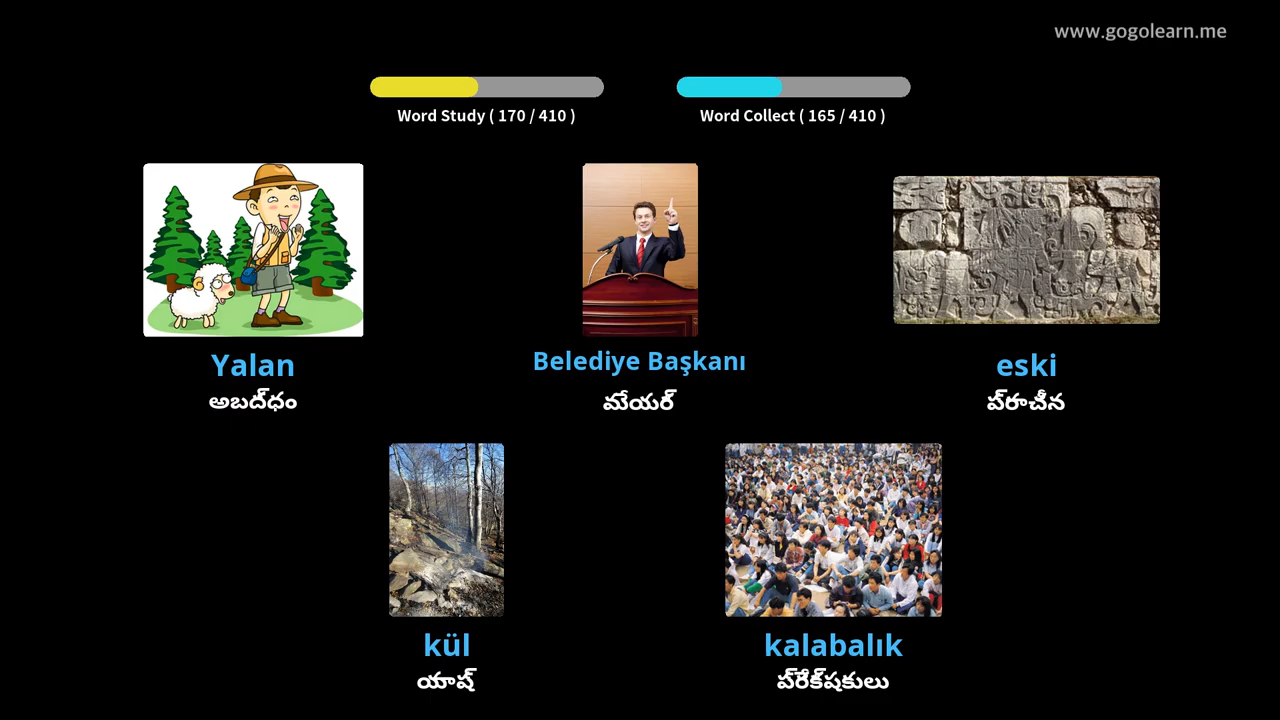 www.gogolearn.me
Word Study ( 170 / 410 )
Word Collect ( 165 / 410 )
Yalan
అబద్ధం
Belediye Başkanı
మేయర్
eski
ప్రాచీన
kül
యాష్
kalabalık
ప్రేక్షకులు